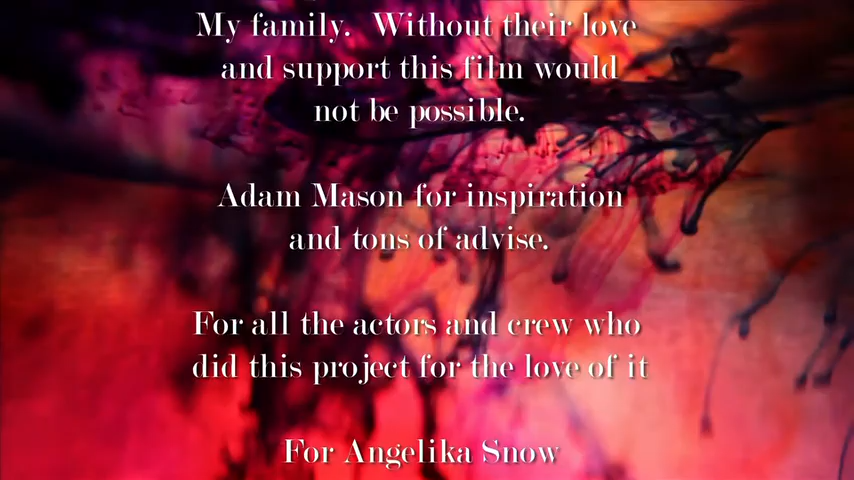 My family. Without their love
and support this film would
not be possible.
Adam Mason for inspiration
and tons of advise.
For all the actors and crew who
did this project for the love of it
For Angelika Snow